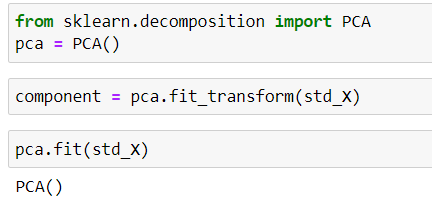 from sklearn.decomposition import PCA
pca = PCA()
component = pca.fit_transform(std_X)
pca.fit(std_X)
PCA()